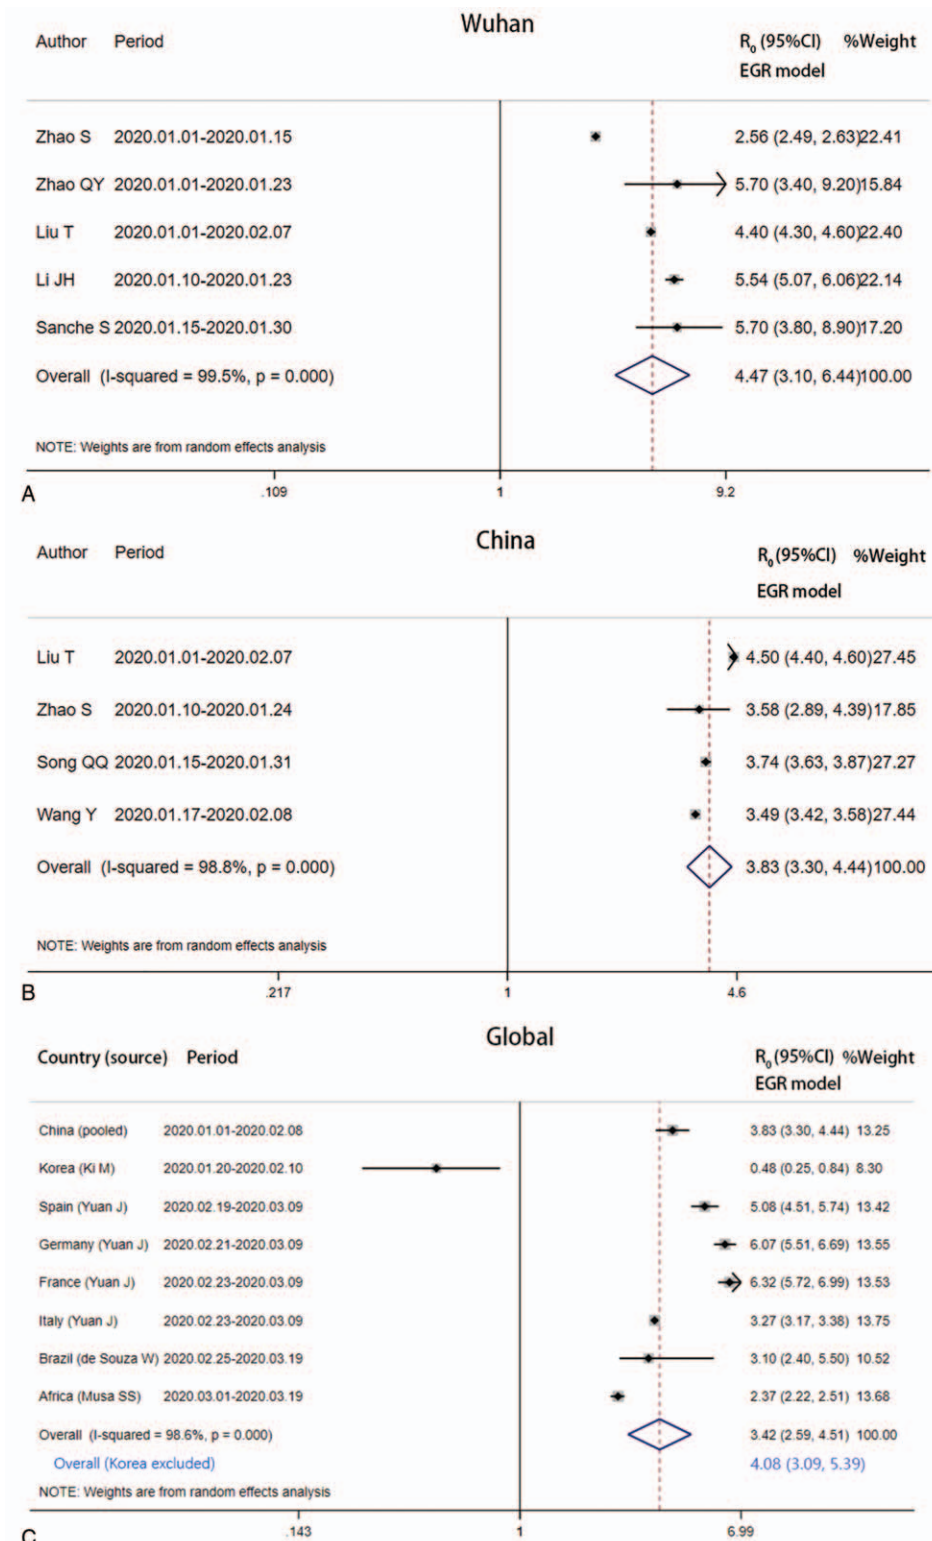 Wuhan
Author Period R0 (95%CI) %Weight
EGR model
Zhao S 2020.01.01-2020.01.15 2.56 (2.49, 2.63)22.41
Zhao QY 2020.01.01-2020.01.23 5.70 (3.40, 9.20)15.84
Liu T 2020.01.01-2020.02.07 4.40 (4.30, 4.60)22.40
Li JH 2020.01.10-2020.01.23 5.54 (5.07, 6.06)22.14
Sanche S 2020.01.15-2020.01.30 5.70 (3.80, 8.90)17.20
Overall (I-squared = 99.5%, p = 0.000) 4.47 (3.10, 6.44)100.00
NOTE: Weights are from random effects analysis
A .109 1 9.2
China
Author Period R0 (95%CI) %Weight
EGR model
Liu T 2020.01.01-2020.02.07 4.50 (4.40, 4.60)27.45
Zhao S 2020.01.10-2020.01.24 3.58 (2.89, 4.39)17.85
Song QQ 2020.01.15-2020.01.31 3.74 (3.63, 3.87)27.27
Wang Y 2020.01.17-2020.02.08 3.49 (3.42, 3.58)27.44
Overall (I-squared = 98.8%, p = 0.000) 3.83 (3.30, 4.44)100.00
NOTE: Weights are from random effects analysis
B .217 1 4.6
Global
Country (source) Period R0 (95%CI) %Weight
EGR model
China (pooled) 2020.01.01-2020.02.08 3.83 (3.30, 4.44) 13.25
Korea (Ki M) 2020.01.20-2020.02.10 0.48 (0.25, 0.84) 8.30
Spain (Yuan J) 2020.02.19-2020.03.09 5.08 (4.51, 5.74) 13.42
Germany (Yuan J) 2020.02.21-2020.03.09 6.07 (5.51, 6.69) 13.55
France (Yuan J) 2020.02.23-2020.03.09 6.32 (5.72, 6.99) 13.53
Italy (Yuan J) 2020.02.23-2020.03.09 3.27 (3.17, 3.38) 13.75
Brazil (de Souza W) 2020.02.25-2020.03.19 3.10 (2.40, 5.50) 10.52
Africa (Musa SS) 2020.03.01-2020.03.19 2.37 (2.22, 2.51) 13.68
Overall (I-squared = 98.6%, p = 0.000) 3.42 (2.59, 4.51) 100.00
Overall (Korea excluded) 4.08 (3.09, 5.39)
NOTE: Weights are from random effects analysis
C .143 1 6.99